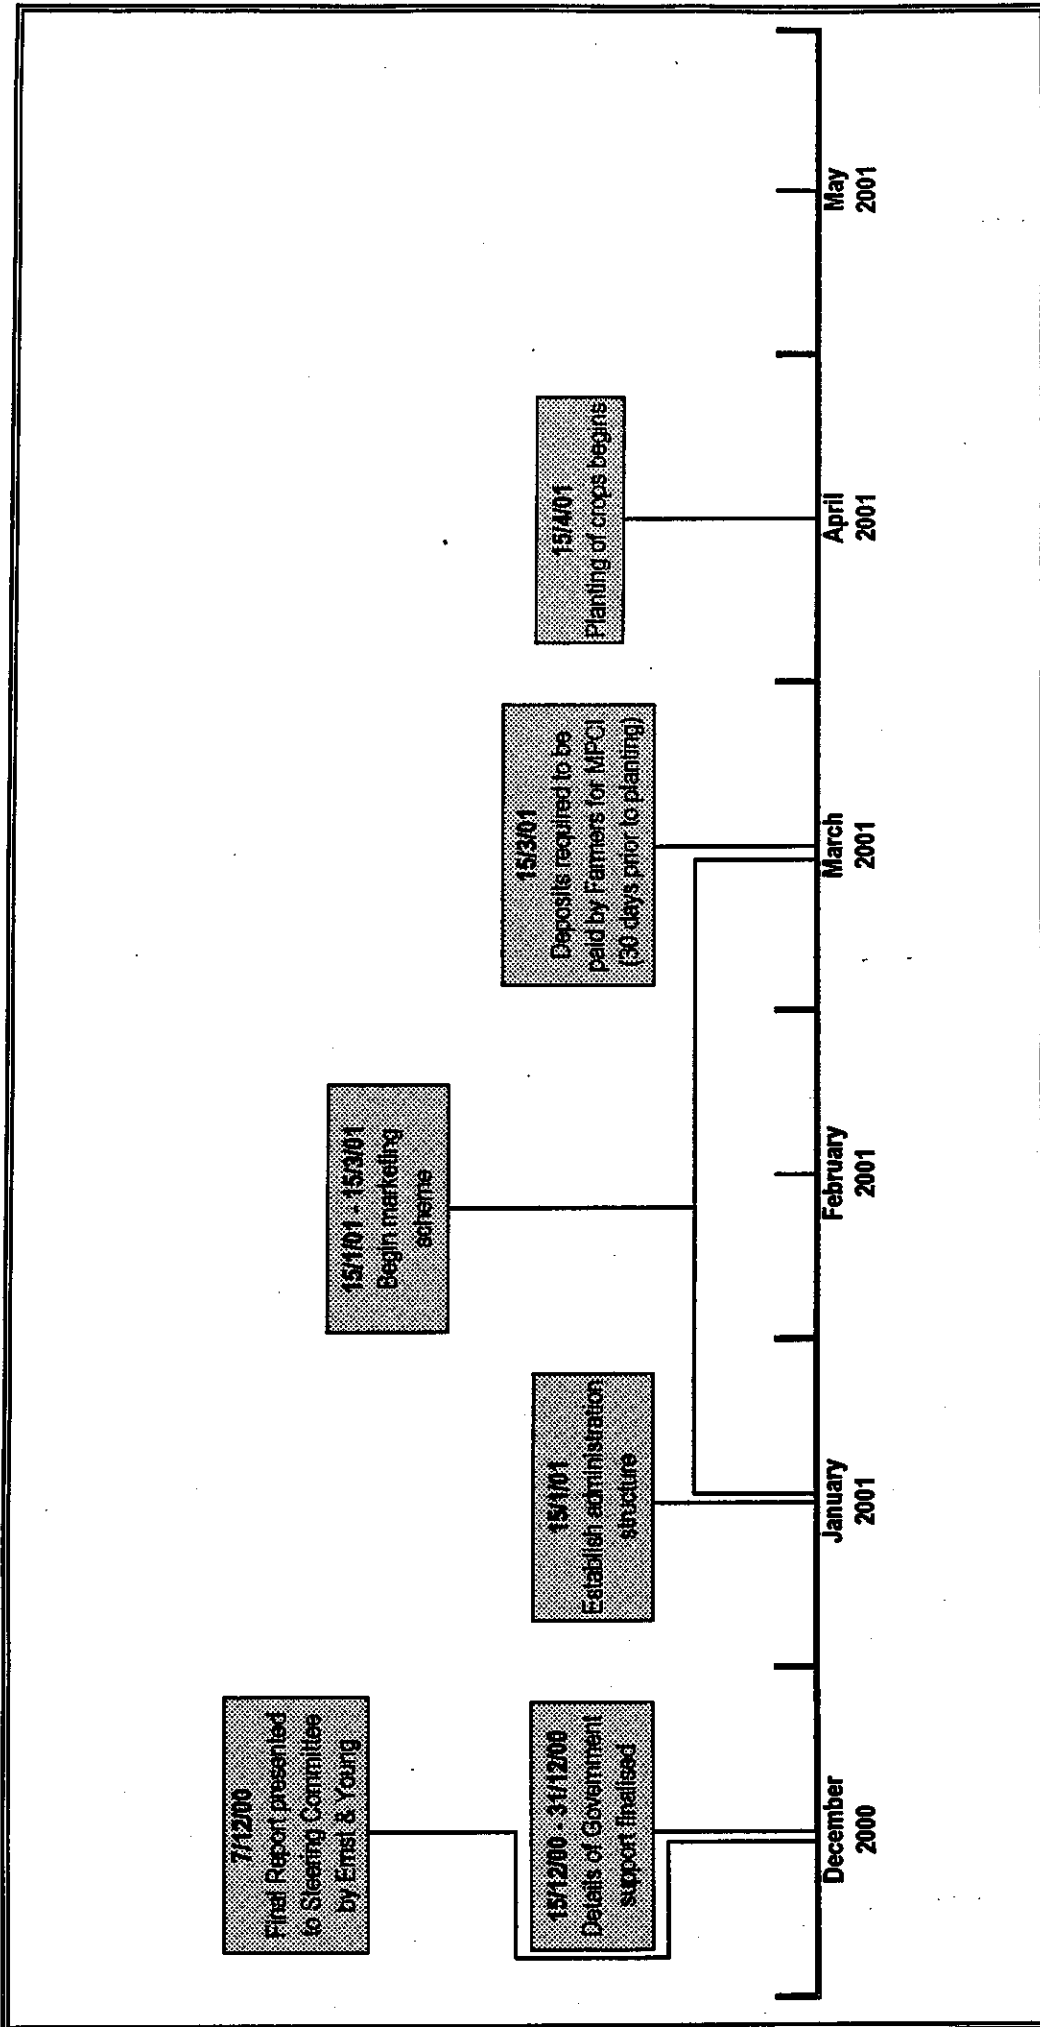 7/12/00
Final Report presented
to Steering Committee
by Ernst & Young
15/12/00 - 31/12/00
Details of Government
support finalised
15/1/01
Establish administration
structure
15/1/01 - 15/3/01
Begin marketing
scheme
15/3/01
Deposits required to be
paid by Farmers for MPCI
(30 days prior to planting)
15/4/01
Planting of crops begins
December
2000
January
2001
February
2001
March
2001
April
2001
May
2001